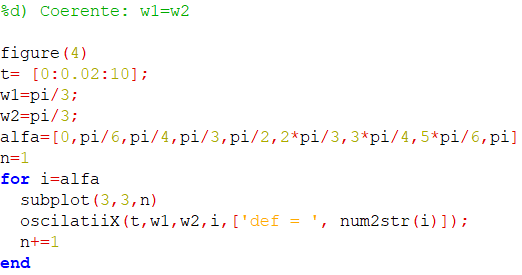 %d) Coerente: w1=w2
figure(4)
t= [0:0.02:10];
w1=pi/3;
w2=pi/3;
alfa=[0,pi/6,pi/4,pi/3,pi/2,2*pi/3,3*pi/4,5*pi/6,pi]
n=1
for i=alfa
  subplot(3,3,n)
  oscilatiiX(t,w1,w2,i,['def = ', num2str(i)]);
  n+=1
end